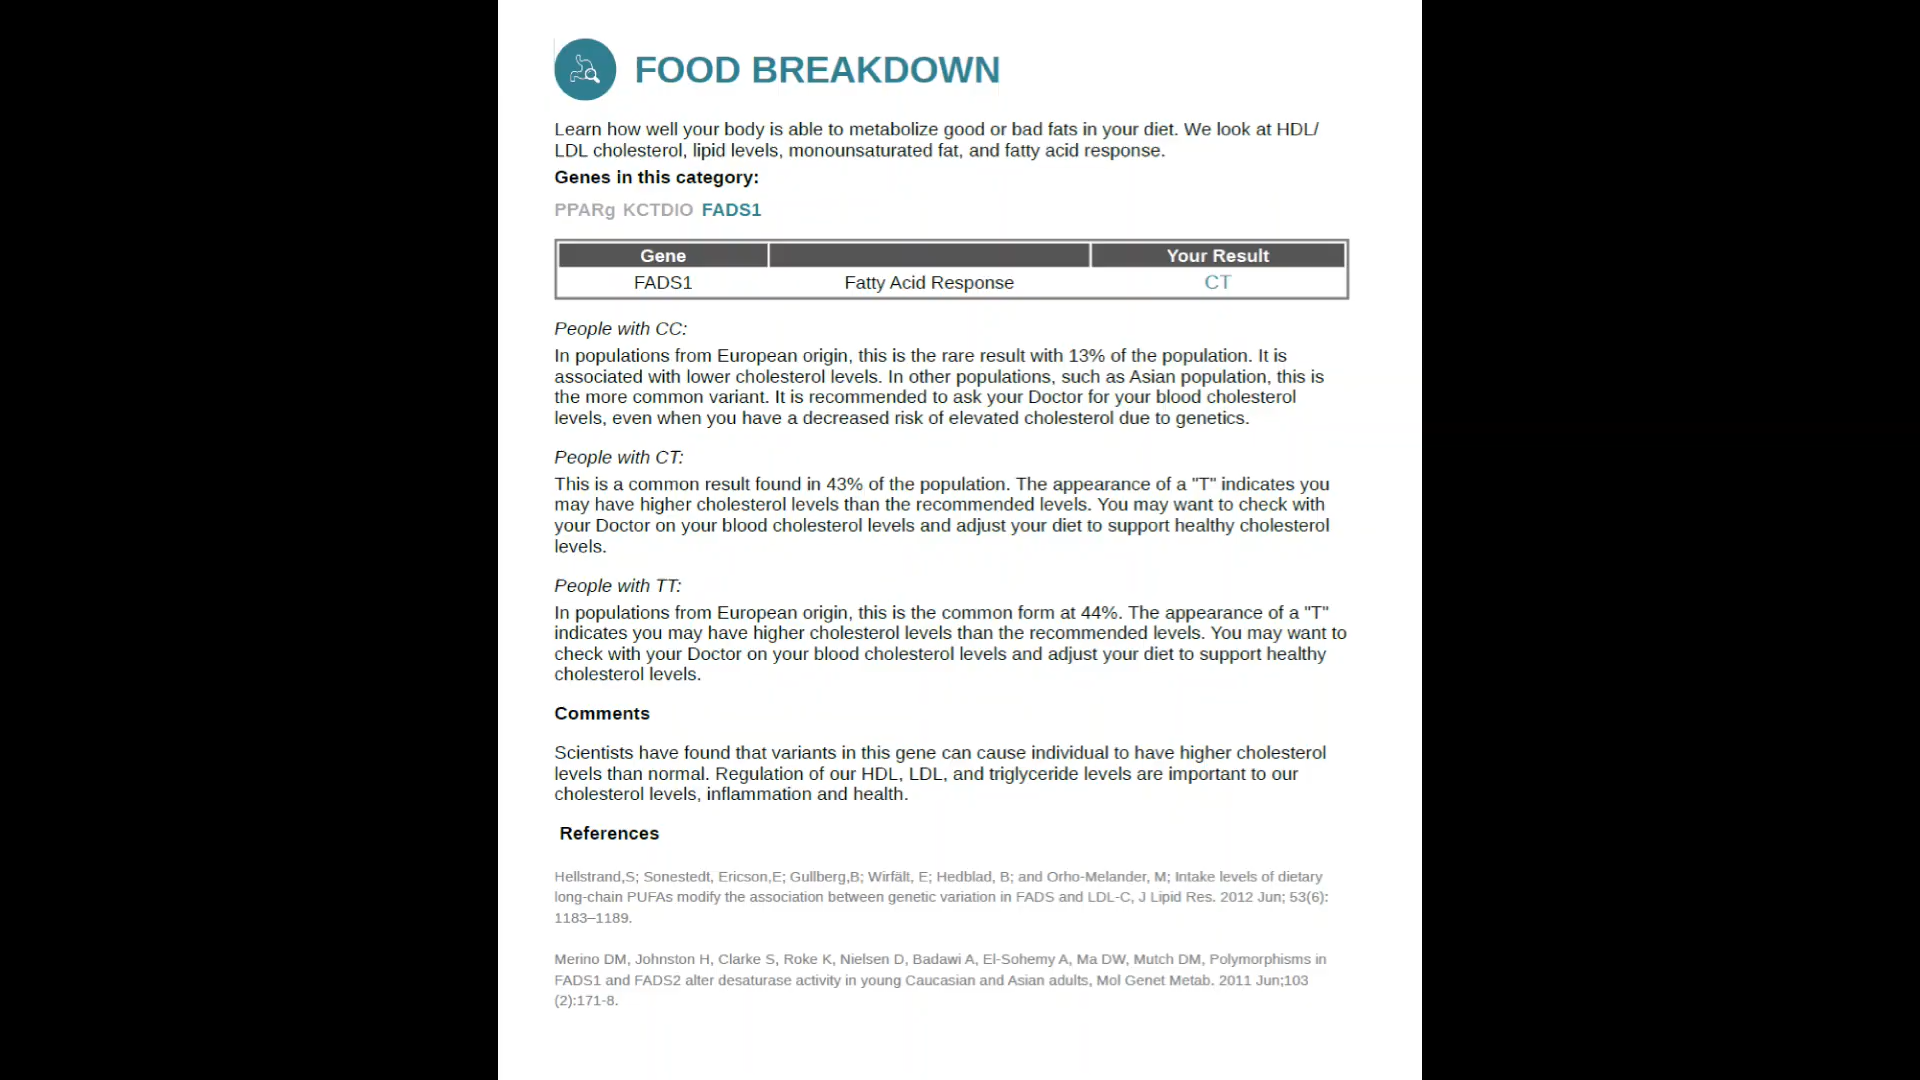 FOOD BREAKDOWN
Learn how well your body is able to metabolize good or bad fats in your diet. We look at HDL/
LDL cholesterol, lipid levels, monounsaturated fat, and fatty acid response.
Genes in this category:
PPARg KCTDIO FADS1
Gene Your Result
FADS1 Fatty Acid Response CT
People with CC:
In populations from European origin, this is the rare result with 13% of the population. It is
associated with lower cholesterol levels. In other populations, such as Asian population, this is
the more common variant. It is recommended to ask your Doctor for your blood cholesterol
levels, even when you have a decreased risk of elevated cholesterol due to genetics.
People with CT:
This is a common result found in 43% of the population. The appearance of a "T" indicates you
may have higher cholesterol levels than the recommended levels. You may want to check with
your Doctor on your blood cholesterol levels and adjust your diet to support healthy cholesterol
levels.
People with TT:
In populations from European origin, this is the common form at 44%. The appearance of a "T"
indicates you may have higher cholesterol levels than the recommended levels. You may want to
check with your Doctor on your blood cholesterol levels and adjust your diet to support healthy
cholesterol levels.
Comments
Scientists have found that variants in this gene can cause individual to have higher cholesterol
levels than normal. Regulation of our HDL, LDL, and triglyceride levels are important to our
cholesterol levels, inflammation and health.
References
Hellstrand,S; Sonestedt, Ericson,E; Gullberg,B; Wirfält, E; Hedblad, B; and Orho-Melander, M; Intake levels of dietary
long-chain PUFAs modify the association between genetic variation in FADS and LDL-C, J Lipid Res. 2012 Jun; 53(6):
1183–1189.
Merino DM, Johnston H, Clarke S, Roke K, Nielsen D, Badawi A, El-Sohemy A, Ma DW, Mutch DM, Polymorphisms in
FADS1 and FADS2 alter desaturase activity in young Caucasian and Asian adults, Mol Genet Metab. 2011 Jun;103
(2):171-8.